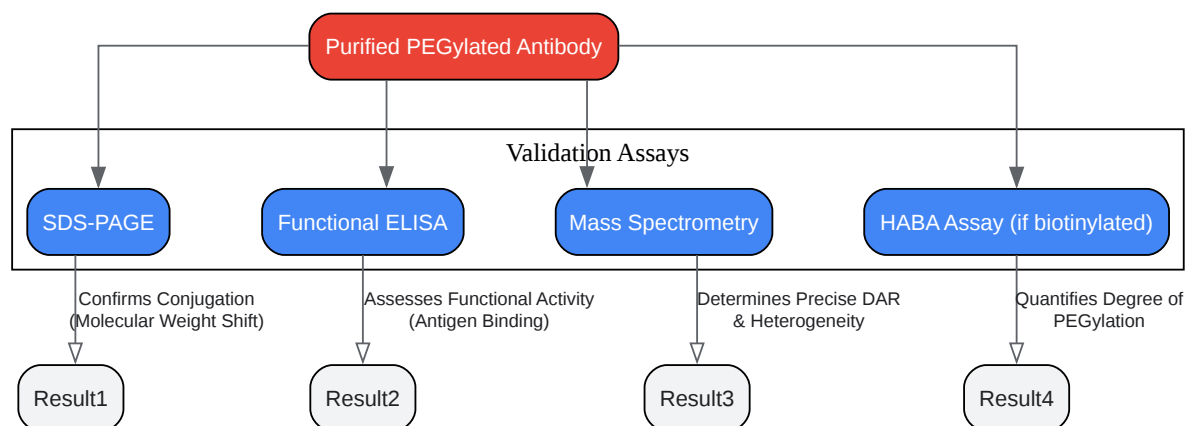 Purified PEGylated Antibody
Validation Assays
SDS-PAGE
Functional ELISA
Mass Spectrometry
HABA Assay (if biotinylated)
Confirms Conjugation
(Molecular Weight Shift)
Assesses Functional Activity
(Antigen Binding)
Determines Precise DAR
& Heterogeneity
Quantifies Degree of
PEGylation
Result1
Result2
Result3
Result4